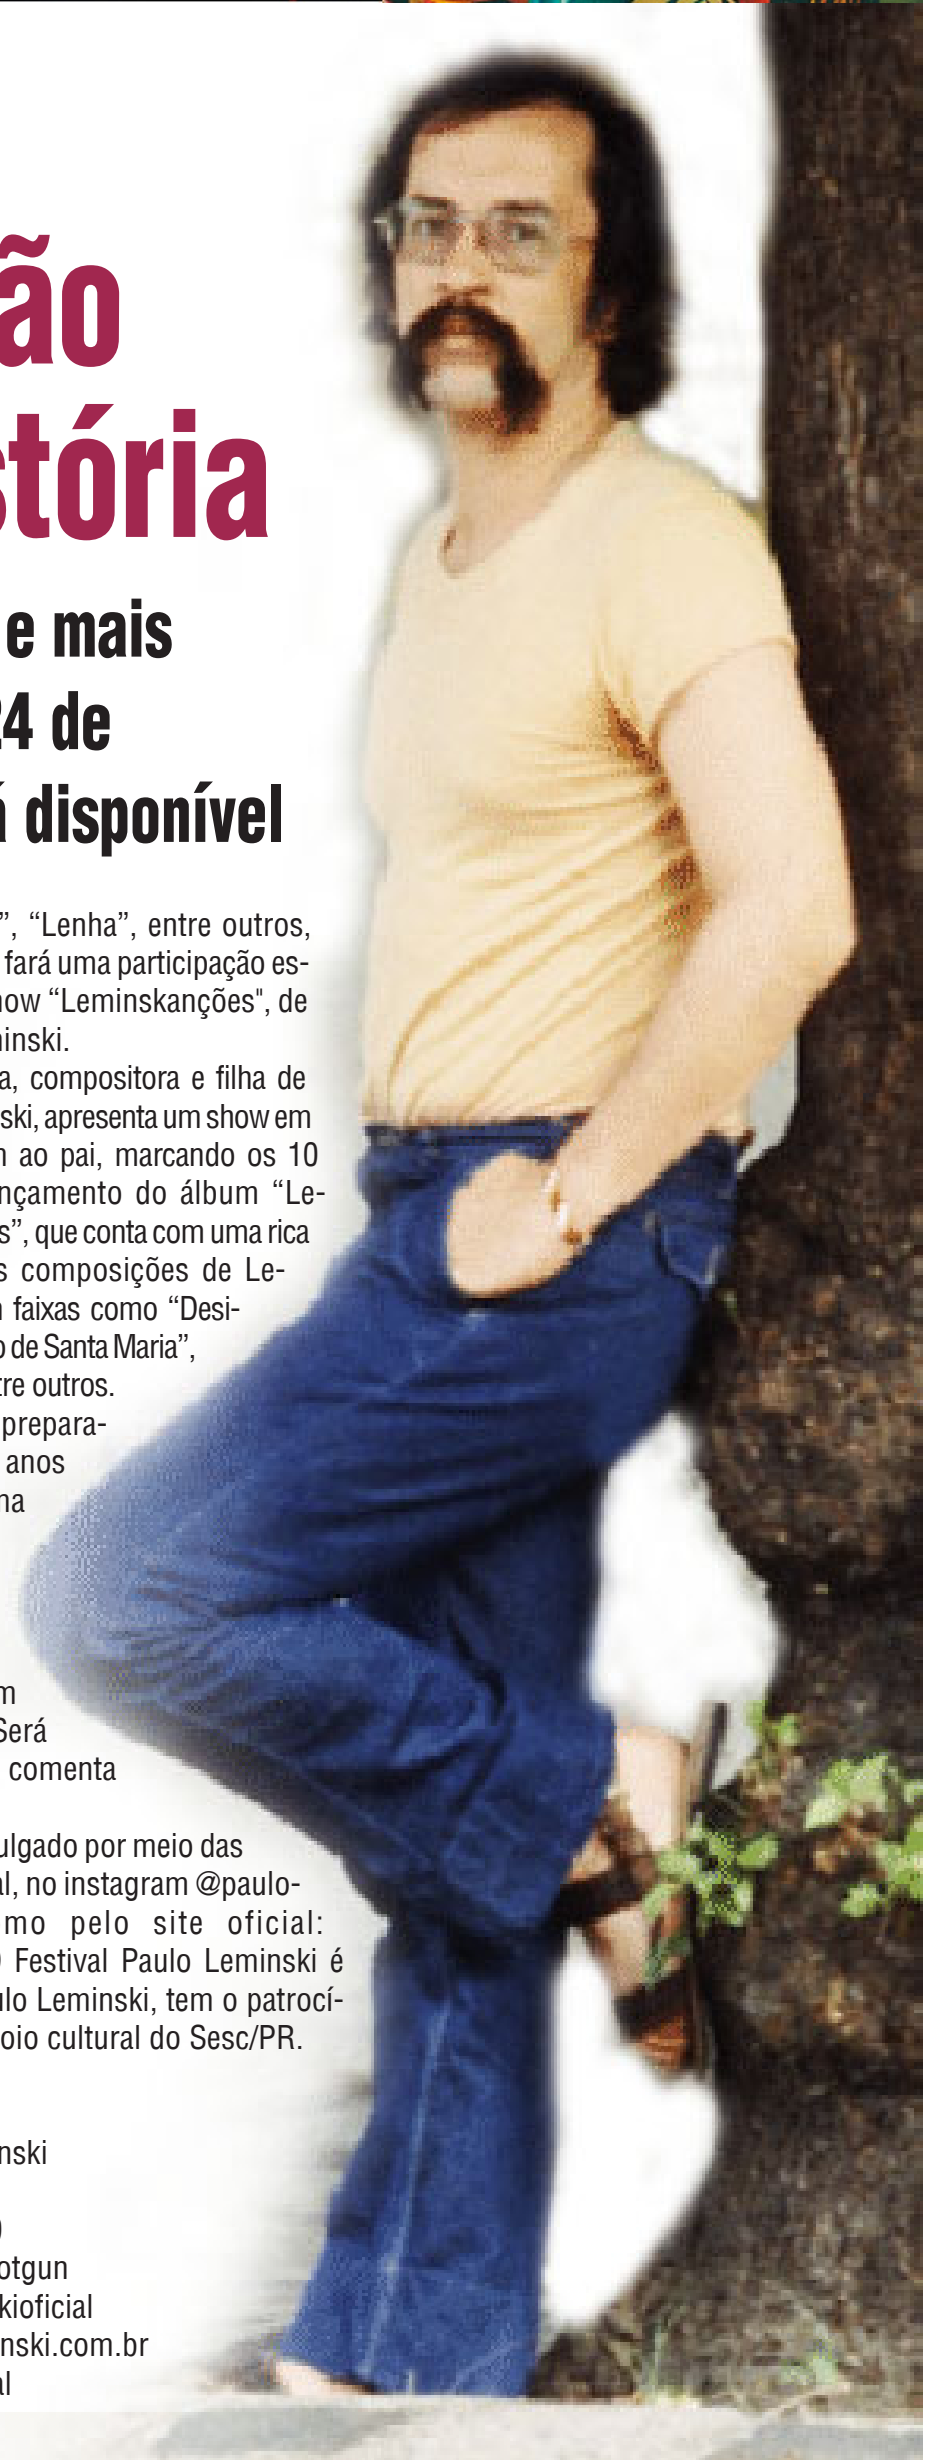 ão
stória
e mais
24 de
á disponível
”, “Lenha”, entre outros,
fará uma participação es-
how “Leminskanções", de
minski.
a, compositora e filha de
ski, apresenta um show em
m ao pai, marcando os 10
nçamento do álbum “Le-
s”, que conta com uma rica
s composições de Le-
m faixas como “Desi-
o de Santa Maria”,
tre outros.
prepara-
anos
na
m
Será
comenta
ulgado por meio das
al, no instagram @paulo-
mo pelo site oficial:
O Festival Paulo Leminski é
ulo Leminski, tem o patrocí-
oio cultural do Sesc/PR.
nski
)
otgun
kioficial
nski.com.br
al